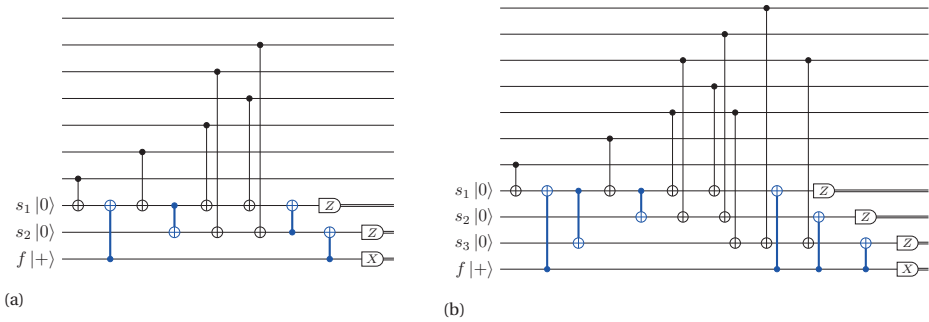 s₁ |0⟩ Z
s₂ |0⟩ Z
f |+⟩ X
(a)
s₁ |0⟩ Z
s₂ |0⟩ Z
s₃ |0⟩ Z
f |+⟩ X
(b)